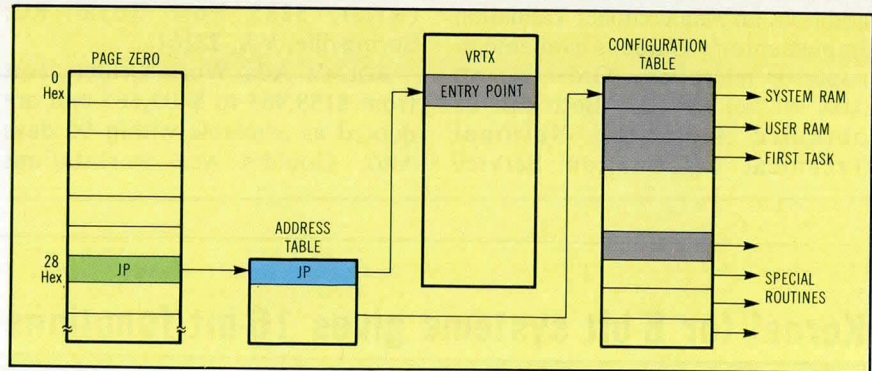 PAGE ZERO
0
Hex
28
Hex
JP
ADDRESS
TABLE
JP
VRTX
ENTRY POINT
CONFIGURATION
TABLE
SYSTEM RAM
USER RAM
FIRST TASK
SPECIAL
ROUTINES